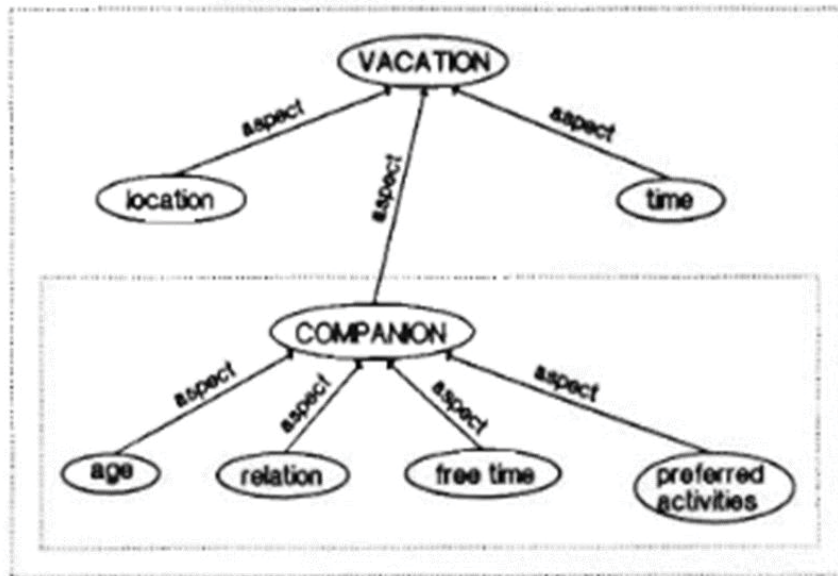 VACATION
aspect
aspect
aspect
location
time
COMPANION
aspect
aspect
aspect
aspect
age
relation
free time
preferred
activities